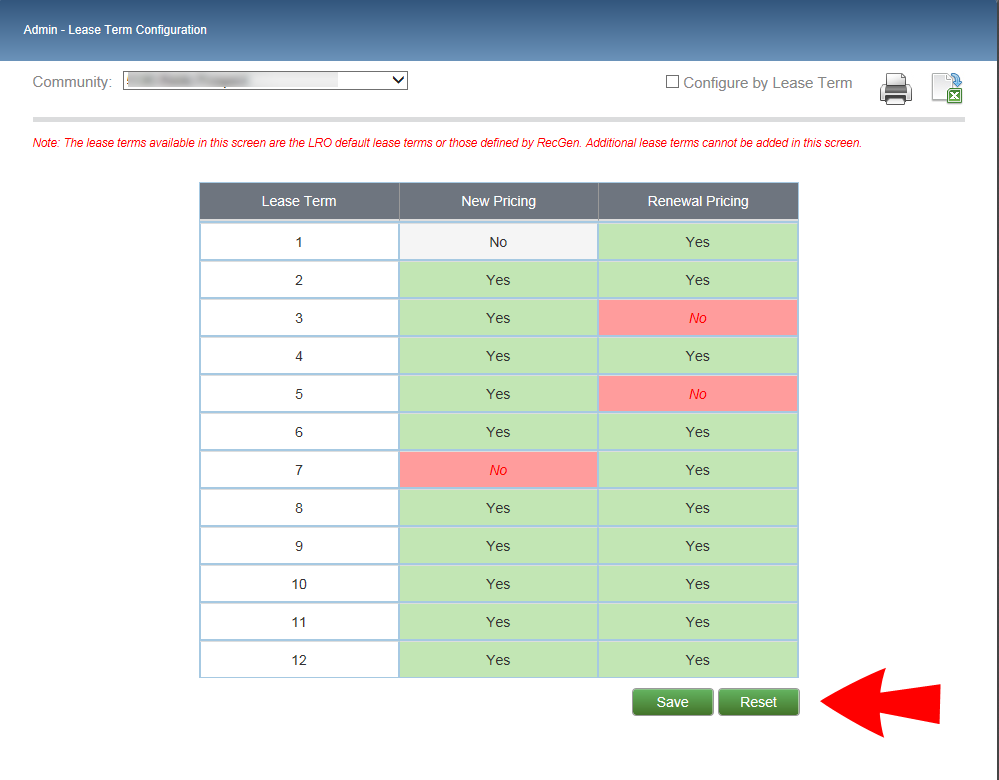 Admin - Lease Term Configuration
Community:
Configure by Lease Term
Note: The lease terms available in this screen are the LRO default lease terms or those defined by RecGen. Additional lease terms cannot be added in this screen.
Lease Term New Pricing Renewal Pricing
1 No Yes
2 Yes Yes
3 Yes No
4 Yes Yes
5 Yes No
6 Yes Yes
7 No Yes
8 Yes Yes
9 Yes Yes
10 Yes Yes
11 Yes Yes
12 Yes Yes
Save Reset